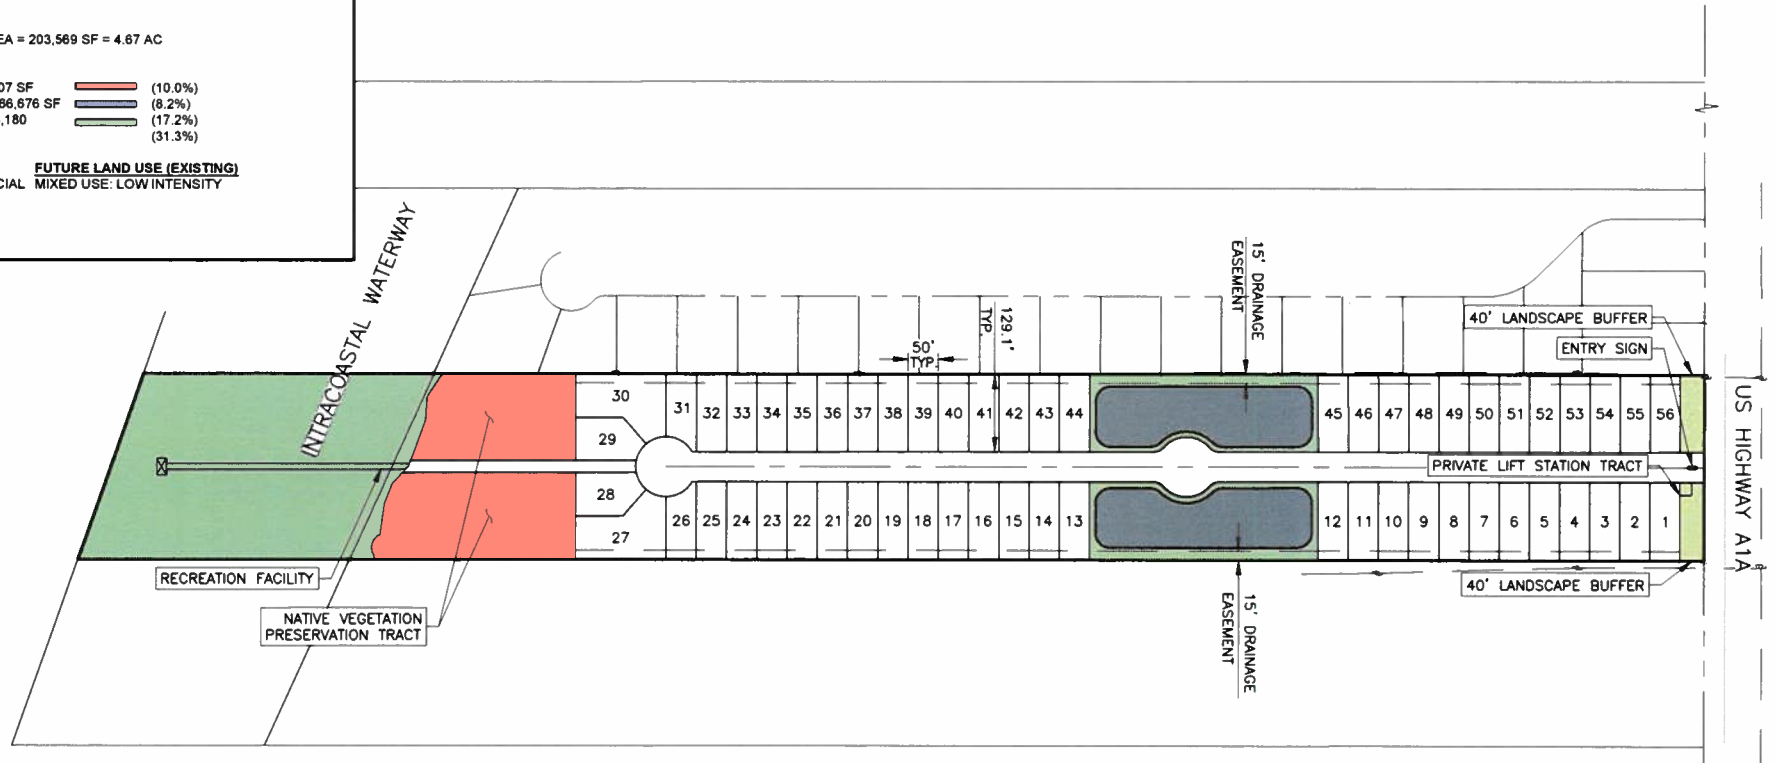 EA = 203,569 SF = 4.67 AC
07 SF (10.0%)
66,676 SF (8.2%)
,180 (17.2%)
(31.3%)
FUTURE LAND USE (EXISTING)
CIAL MIXED USE: LOW INTENSITY
INTRACOASTAL WATERWAY
15' DRAINAGE
EASEMENT
129.1'
TYP.
50'
TYP.
40' LANDSCAPE BUFFER
ENTRY SIGN
30
31 32 33 34 35 36 37 38 39 40 41 42 43 44 45 46 47 48 49 50 51 52 53 54 55 56
29
PRIVATE LIFT STATION TRACT
US HIGHWAY A1A
28
26 25 24 23 22 21 20 19 18 17 16 15 14 13 12 11 10 9 8 7 6 5 4 3 2 1
27
RECREATION FACILITY
40' LANDSCAPE BUFFER
NATIVE VEGETATION
PRESERVATION TRACT
15' DRAINAGE
EASEMENT